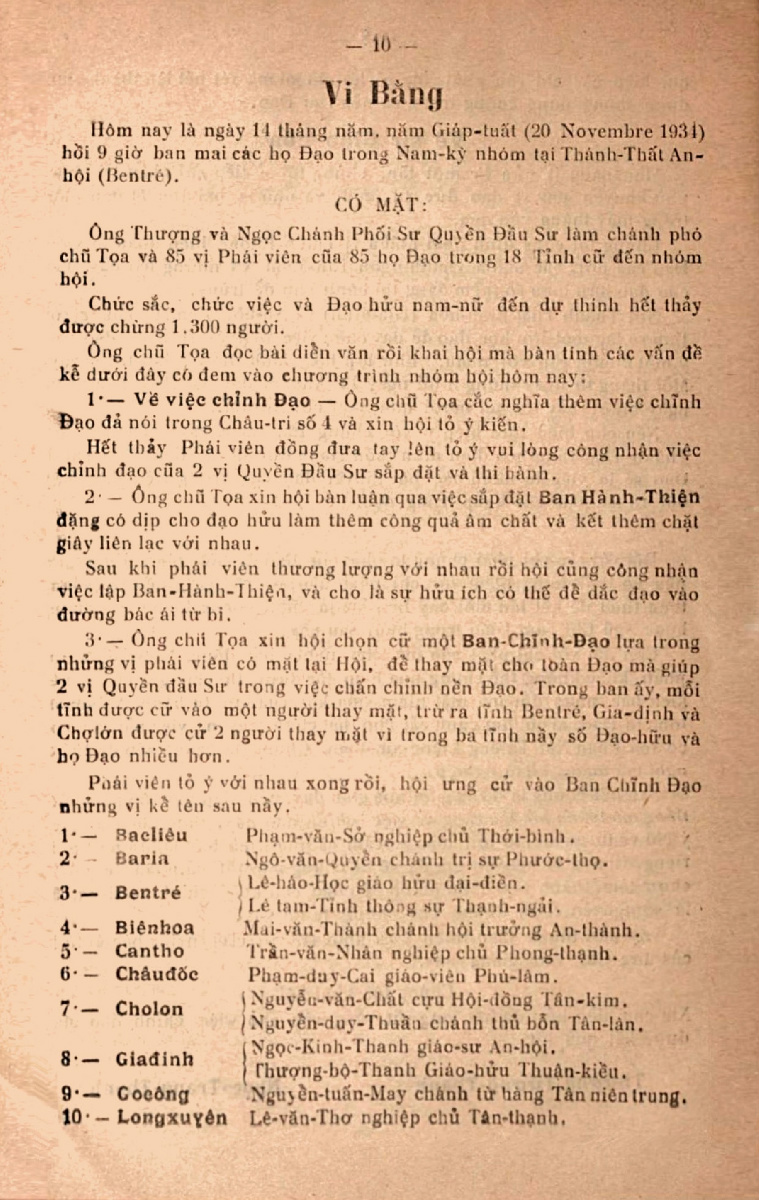 — 10 —
Vi Bằng
Hôm nay là ngày 14 tháng năm, năm Giáp-tuất (20 Novembre 1934)
hồi 9 giờ ban mai các họ Đạo trong Nam-kỳ nhóm tại Thánh-Thất An-
hội (Bentré).
CÓ MẶT:
Ông Thượng và Ngọc Chánh Phối Sư Quyền Đầu Sư làm chánh phó
chũ Tọa và 85 vị Phái viên cũa 85 họ Đạo trong 18 Tỉnh cữ đến nhóm
hội.
Chức sắc, chức việc và Đạo hữu nam-nữ đến dự thính hết thảy
được chừng 1.300 người.
Ông chũ Tọa đọc bài diễn văn rồi khai hội mà bàn tính các vấn đề
kễ dưới đây có đem vào chương trình nhóm hội hôm nay:
1·— Về việc chỉnh Đạo — Ông chũ Tọa cắc nghĩa thêm việc chĩnh
Đạo đả nói trong Châu-tri số 4 và xin hội tỏ ý kiến.
Hết thảy Phái viên đồng đưa tay lên tỏ ý vui lòng công nhận việc
chỉnh đạo cũa 2 vị Quyền Đầu Sư sắp đặt và thi hành.
2· — Ông chũ Tọa xin hội bàn luận qua việc sắp đặt Ban Hành-Thiện
đặng có dịp cho đạo hữu làm thêm công quả âm chất và kết thêm chặt
giây liên lạc với nhau.
Sau khi phái viên thương lượng với nhau rồi hội củng công nhận
việc lập Ban-Hành-Thiện, và cho là sự hữu ích có thể đề dắc đạo vào
đường bác ái từ bi.
3·— Ông chũ Tọa xin hội chọn cữ một Ban-Chĩnh-Đạo lựa trong
những vị phái viên có mặt tại Hội, để thay mặt cho toàn Đạo mà giúp
2 vị Quyền đầu Sư trong việc chấn chỉnh nền Đạo. Trong ban ấy, mỗi
tĩnh được cữ vào một người thay mặt, trừ ra tĩnh Bentré, Gia-định và
Chợlớn được cử 2 người thay mặt vì trong ba tĩnh nầy số Đạo-hữu và
họ Đạo nhiều hơn.
Phái viên tỏ ý với nhau xong rồi, hội ưng cử vào Ban Chĩnh Đạo
những vị kể tên sau nầy.
1·— Bacliêu Phạm-văn-Sở nghiệp chủ Thới-bình.
2· — Baria Ngô-văn-Quyền chánh trị sự Phước-thọ.
3·— Bentré Lê-hảo-Học giáo hữu đại-diền.
Lê tam-Tính thông sự Thạnh-ngãi.
4·— Biênhoa Mai-văn-Thành chánh hội trưởng An-thành.
5·— Cantho Trần-văn-Nhân nghiệp chủ Phong-thạnh.
6·— Châuđốc Phạm-duy-Cai giáo-viên Phù-lâm.
7·— Cholon Nguyễn-văn-Chất cựu Hội-đồng Tân-kim.
Nguyễn-duy-Thuần chánh thủ bổn Tân-lân.
8·— Giađinh Ngọc-Kinh-Thanh giáo-sư An-hội.
Thượng-bộ-Thanh Giáo-hữu Thuận-kiều.
9·— Gocông Nguyễn-tuấn-May chánh từ hàng Tân niên trung.
10·— Longxuyên Lê-văn-Thơ nghiệp chủ Tân-thạnh.